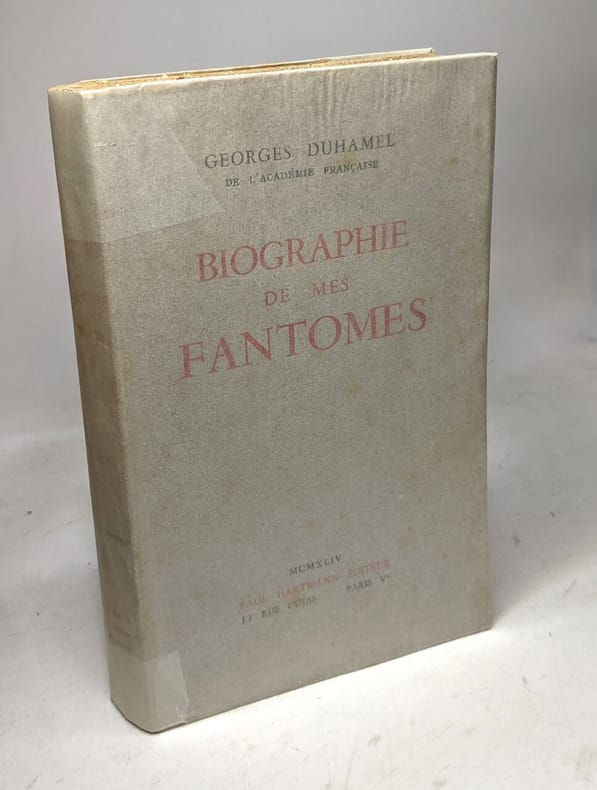 GEORGES DUHAMEL
DE L'ACADÉMIE FRANÇAISE
BIOGRAPHIE
DE MES
FANTOMES
MCMXLIV
PAUL HARTMANN ÉDITEUR
11 RUE CUJAS PARIS Ve